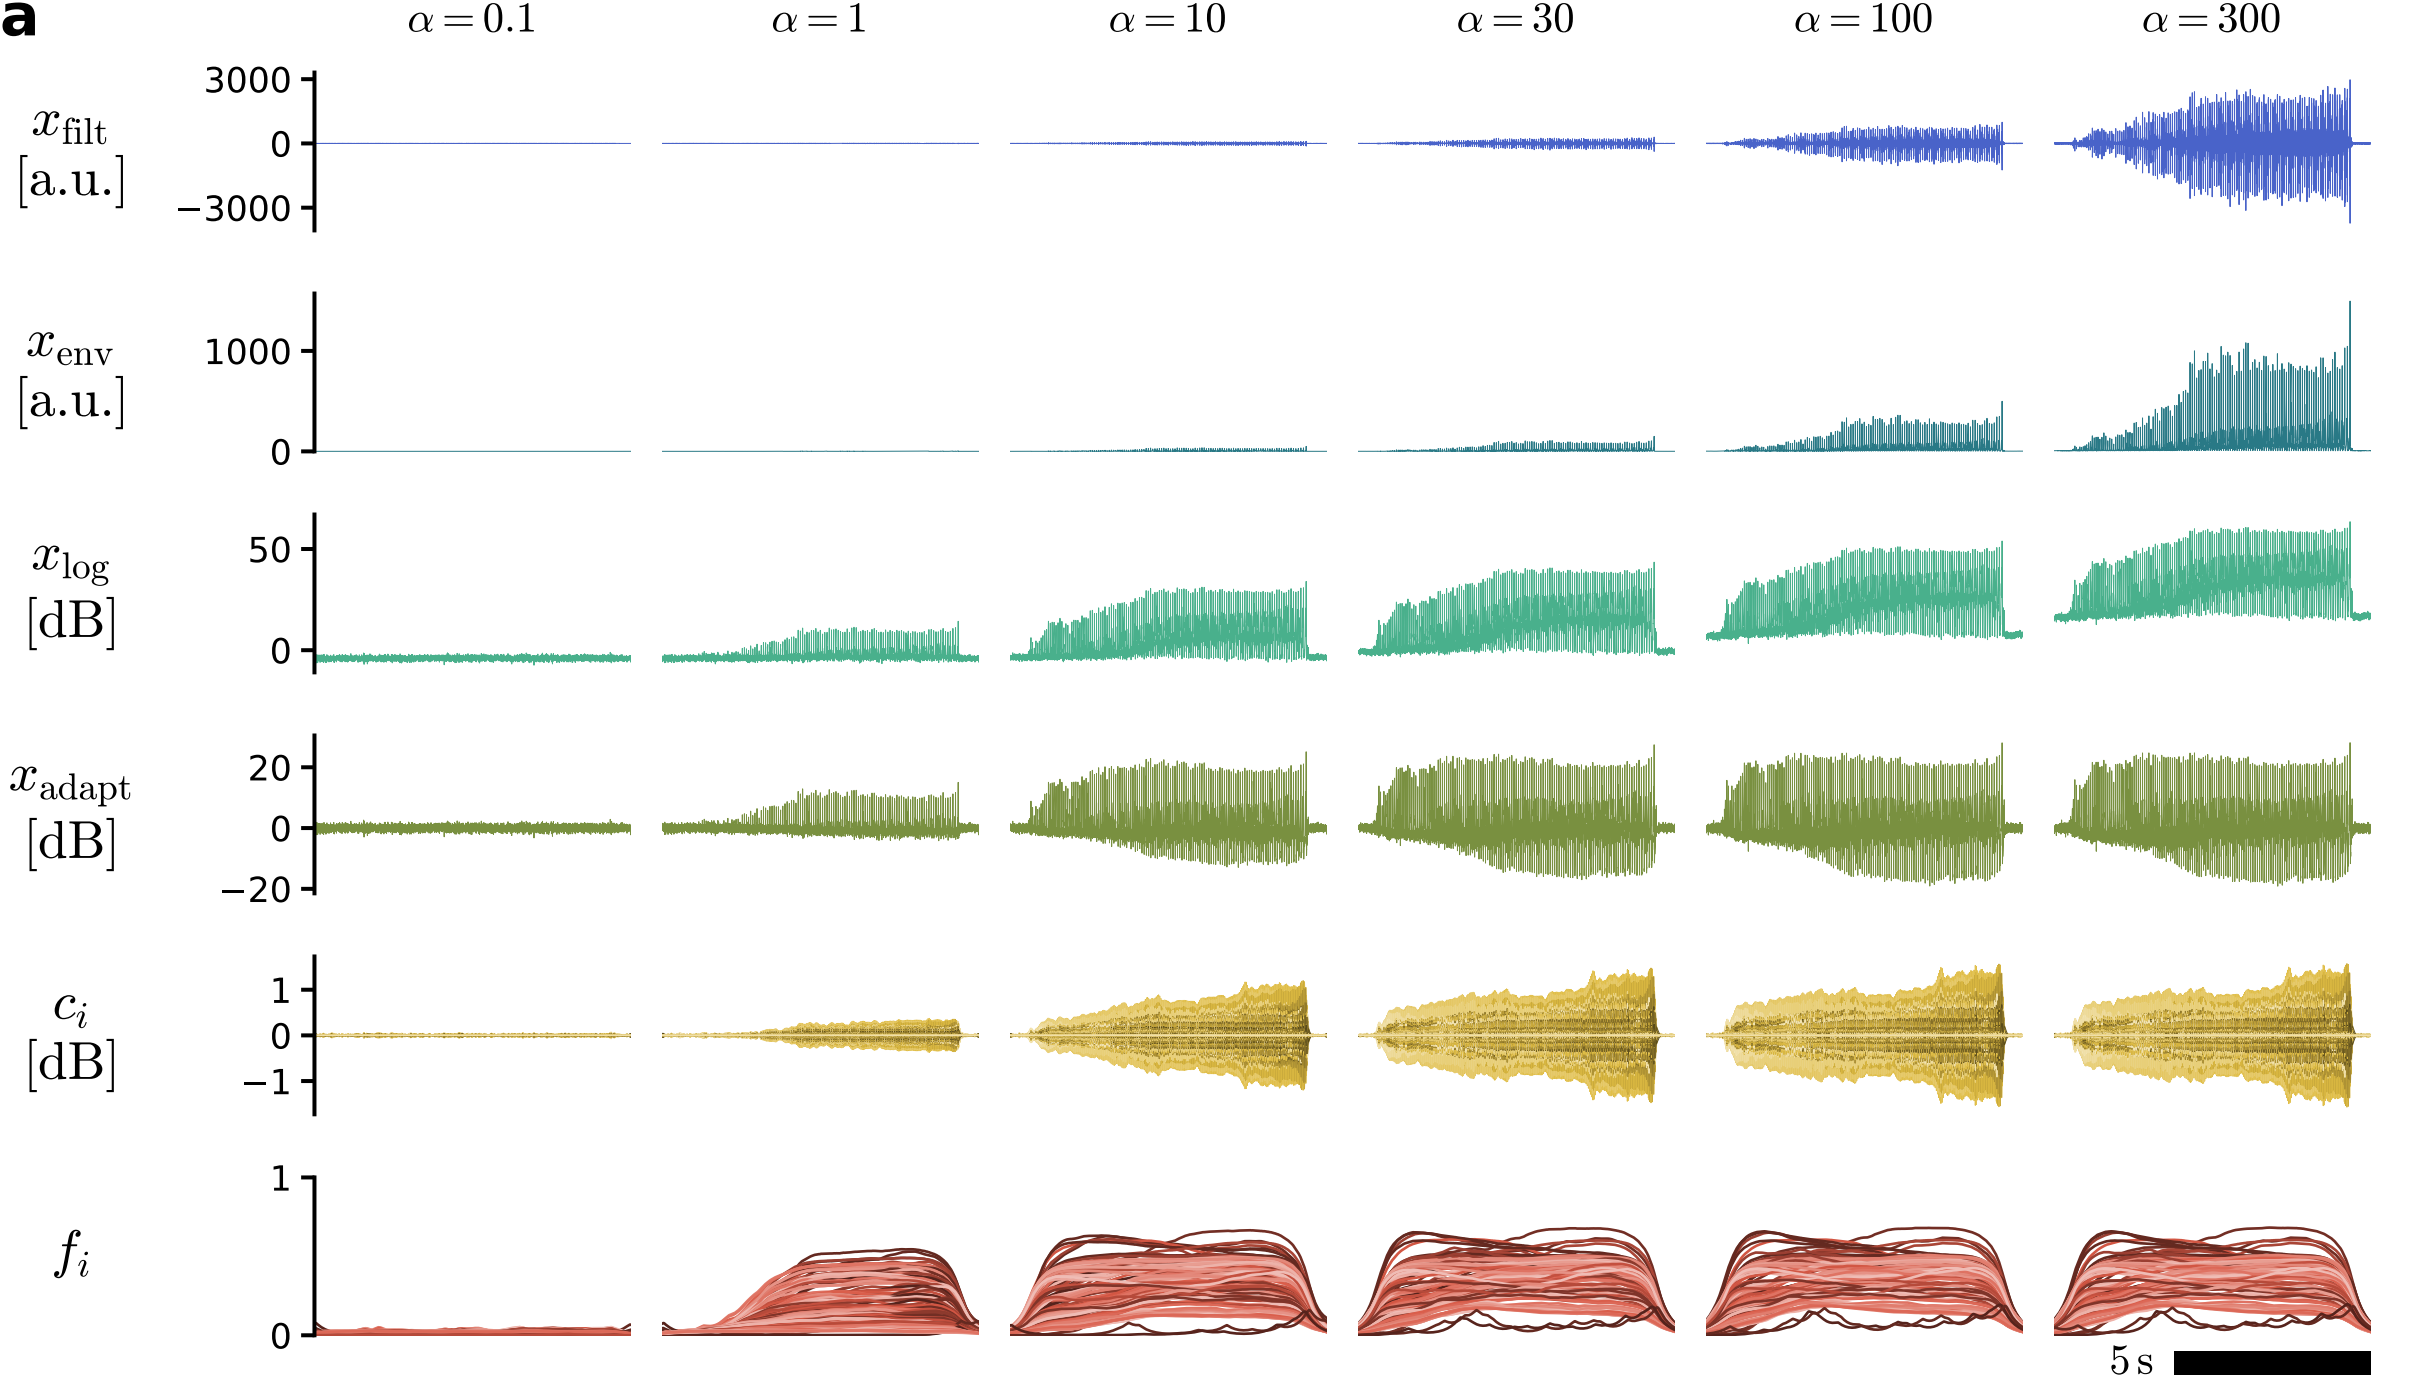 a
α = 0.1 α = 1 α = 10 α = 30 α = 100 α = 300
x_filt
[a.u.]
3000
0
−3000
x_env
[a.u.]
1000
0
x_log
[dB]
50
0
x_adapt
[dB]
20
0
−20
c_i
[dB]
1
0
−1
f_i
1
0
5 s